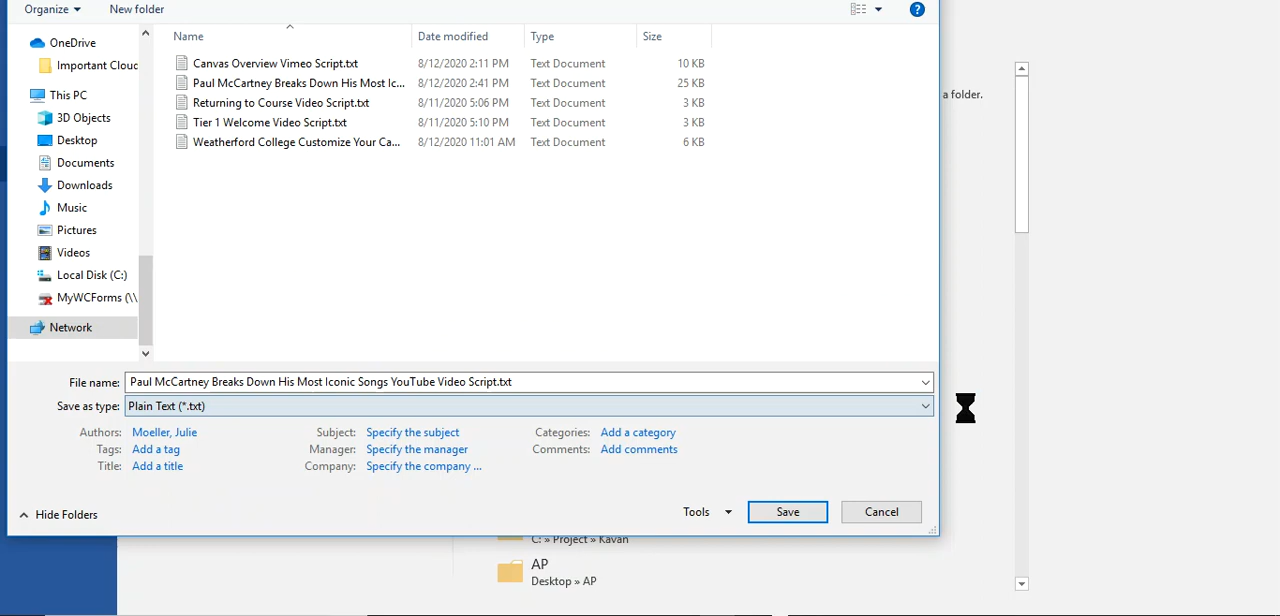 Organize New folder
?
Name Date modified Type Size
OneDrive
Important Cloud
This PC
3D Objects
Desktop
Documents
Downloads
Music
Pictures
Videos
Local Disk (C:)
MyWCForms (\\
Network
Canvas Overview Vimeo Script.txt 8/12/2020 2:11 PM Text Document 10 KB
Paul McCartney Breaks Down His Most Ic... 8/12/2020 2:41 PM Text Document 25 KB
Returning to Course Video Script.txt 8/11/2020 5:06 PM Text Document 3 KB
Tier 1 Welcome Video Script.txt 8/11/2020 5:10 PM Text Document 3 KB
Weatherford College Customize Your Ca... 8/12/2020 11:01 AM Text Document 6 KB
a folder.
File name: Paul McCartney Breaks Down His Most Iconic Songs YouTube Video Script.txt
Save as type: Plain Text (*.txt)
Authors: Moeller, Julie Subject: Specify the subject Categories: Add a category
Tags: Add a tag Manager: Specify the manager Comments: Add comments
Title: Add a title Company: Specify the company ...
Hide Folders Tools Save Cancel
C: » Project » Kavan
AP
Desktop » AP